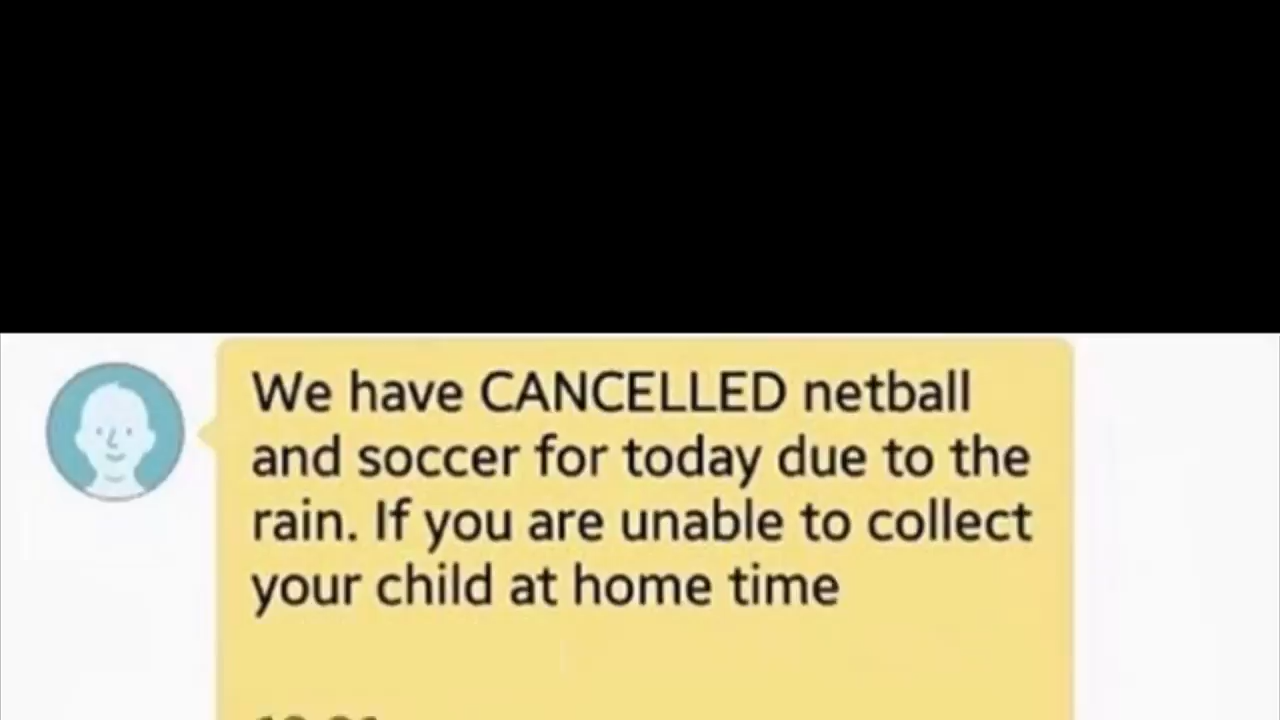 We have CANCELLED netball
and soccer for today due to the
rain. If you are unable to collect
your child at home time